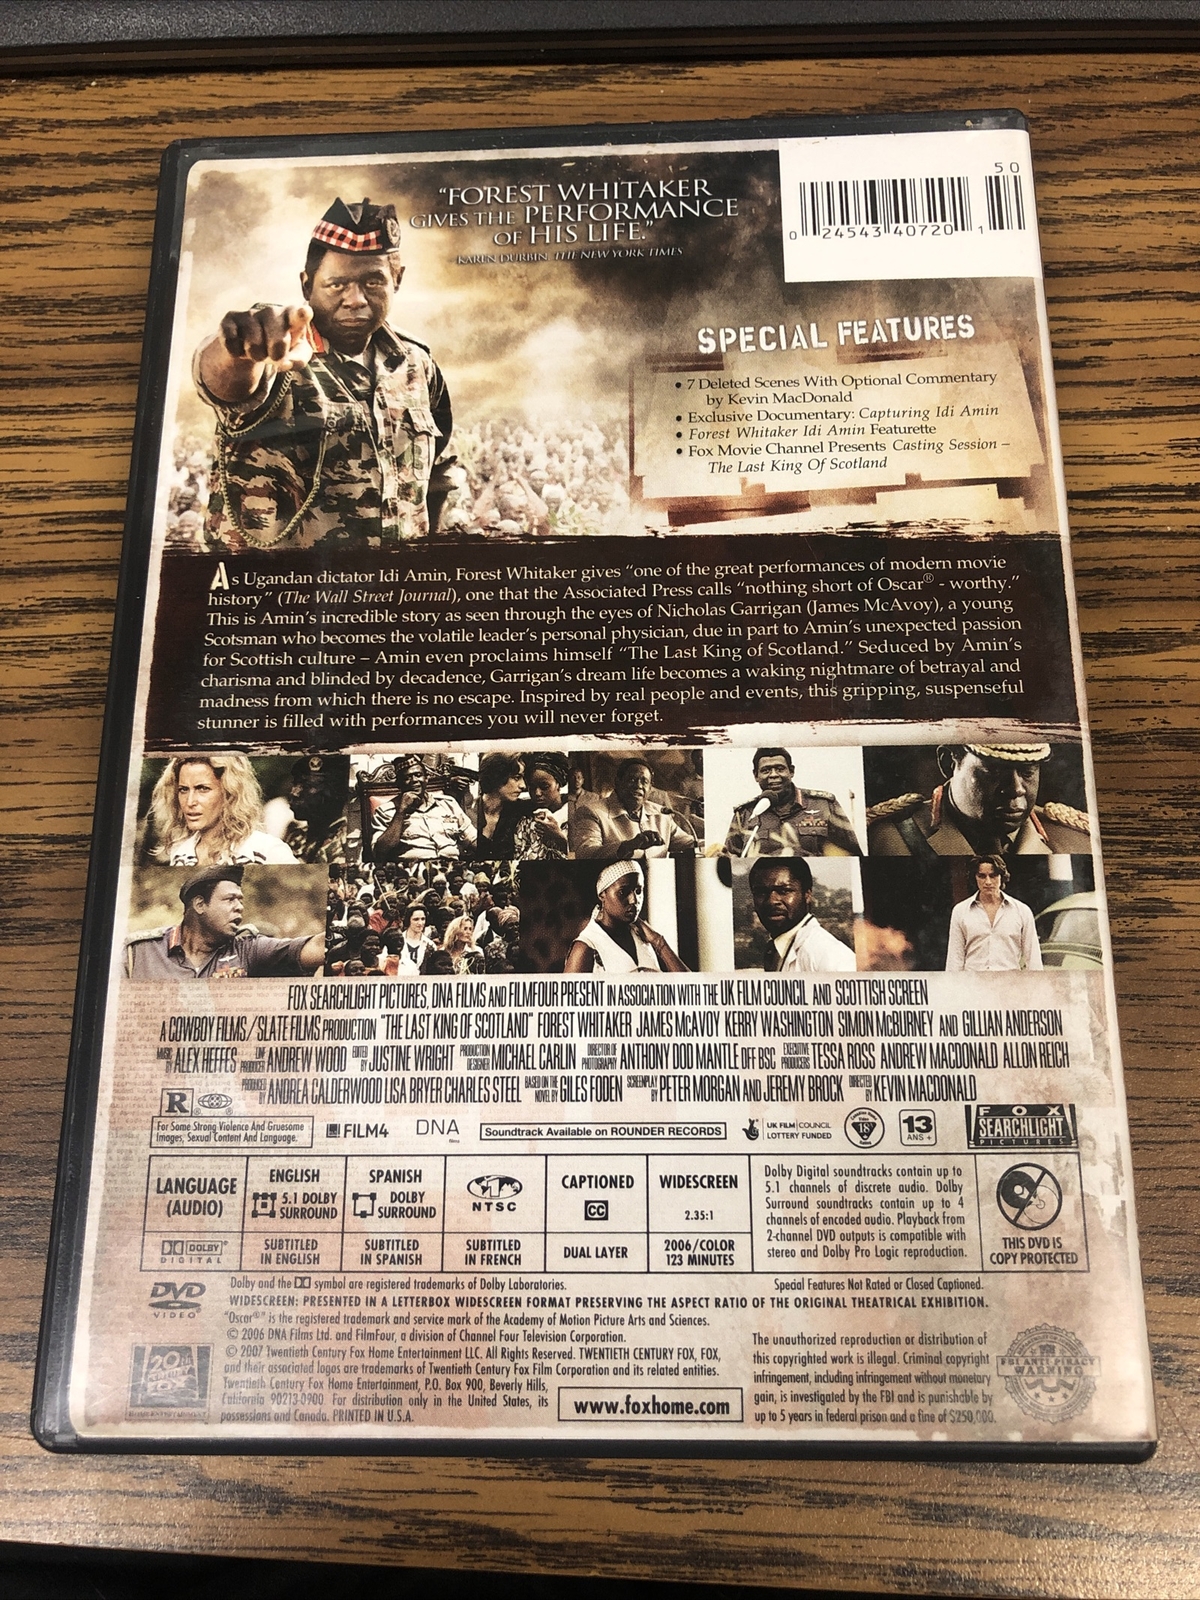 "FOREST WHITAKER
GIVES THE PERFORMANCE
OF HIS LIFE."
KAREN DURBIN, THE NEW YORK TIMES
50
0 24543 40720 1
SPECIAL FEATURES
• 7 Deleted Scenes With Optional Commentary
by Kevin MacDonald
• Exclusive Documentary: Capturing Idi Amin
• Forest Whitaker Idi Amin Featurette
• Fox Movie Channel Presents Casting Session –
The Last King Of Scotland
As Ugandan dictator Idi Amin, Forest Whitaker gives "one of the great performances of modern movie
history" (The Wall Street Journal), one that the Associated Press calls "nothing short of Oscar® - worthy."
This is Amin's incredible story as seen through the eyes of Nicholas Garrigan (James McAvoy), a young
Scotsman who becomes the volatile leader's personal physician, due in part to Amin's unexpected passion
for Scottish culture – Amin even proclaims himself "The Last King of Scotland." Seduced by Amin's
charisma and blinded by decadence, Garrigan's dream life becomes a waking nightmare of betrayal and
madness from which there is no escape. Inspired by real people and events, this gripping, suspenseful
stunner is filled with performances you will never forget.
FOX SEARCHLIGHT PICTURES, DNA FILMS AND FILMFOUR PRESENT IN ASSOCIATION WITH THE UK FILM COUNCIL AND SCOTTISH SCREEN
A COWBOY FILMS/SLATE FILMS PRODUCTION "THE LAST KING OF SCOTLAND" FOREST WHITAKER JAMES McAVOY KERRY WASHINGTON SIMON McBURNEY AND GILLIAN ANDERSON
MUSIC BY ALEX HEFFES LINE PRODUCER ANDREW WOOD EDITED BY JUSTINE WRIGHT PRODUCTION DESIGNER MICHAEL CARLIN DIRECTOR OF PHOTOGRAPHY ANTHONY DOD MANTLE DFF BSC EXECUTIVE PRODUCERS TESSA ROSS ANDREW MACDONALD ALLON REICH
PRODUCED BY ANDREA CALDERWOOD LISA BRYER CHARLES STEEL BASED ON THE NOVEL BY GILES FODEN SCREENPLAY BY PETER MORGAN AND JEREMY BROCK DIRECTED BY KEVIN MACDONALD
R
For Some Strong Violence And Gruesome
Images, Sexual Content And Language.
FILM4
DNA
films
Soundtrack Available on ROUNDER RECORDS
UK FILM COUNCIL
LOTTERY FUNDED
18
13
ANS +
FOX
SEARCHLIGHT
PICTURES
LANGUAGE
(AUDIO)
ENGLISH
5.1 DOLBY
SURROUND
SPANISH
DOLBY
SURROUND
NTSC
CAPTIONED
CC
WIDESCREEN
2.35:1
DOLBY
DIGITAL
SUBTITLED
IN ENGLISH
SUBTITLED
IN SPANISH
SUBTITLED
IN FRENCH
DUAL LAYER
2006/COLOR
123 MINUTES
Dolby Digital soundtracks contain up to
5.1 channels of discrete audio. Dolby
Surround soundtracks contain up to 4
channels of encoded audio. Playback from
2-channel DVD outputs is compatible with
stereo and Dolby Pro Logic reproduction.
THIS DVD IS
COPY PROTECTED
DVD
VIDEO
Dolby and the DD symbol are registered trademarks of Dolby Laboratories.
Special Features Not Rated or Closed Captioned.
WIDESCREEN: PRESENTED IN A LETTERBOX WIDESCREEN FORMAT PRESERVING THE ASPECT RATIO OF THE ORIGINAL THEATRICAL EXHIBITION.
"Oscar®" is the registered trademark and service mark of the Academy of Motion Picture Arts and Sciences.
© 2006 DNA Films Ltd. and FilmFour, a division of Channel Four Television Corporation.
© 2007 Twentieth Century Fox Home Entertainment LLC. All Rights Reserved. TWENTIETH CENTURY FOX, FOX,
and their associated logos are trademarks of Twentieth Century Fox Film Corporation and its related entities.
Twentieth Century Fox Home Entertainment, P.O. Box 900, Beverly Hills,
California 90213-0900. For distribution only in the United States, its
possessions and Canada. PRINTED IN U.S.A.
20TH
CENTURY
FOX
www.foxhome.com
The unauthorized reproduction or distribution of
this copyrighted work is illegal. Criminal copyright
infringement, including infringement without monetary
gain, is investigated by the FBI and is punishable by
up to 5 years in federal prison and a fine of $250,000.
FBI ANTI-PIRACY
WARNING